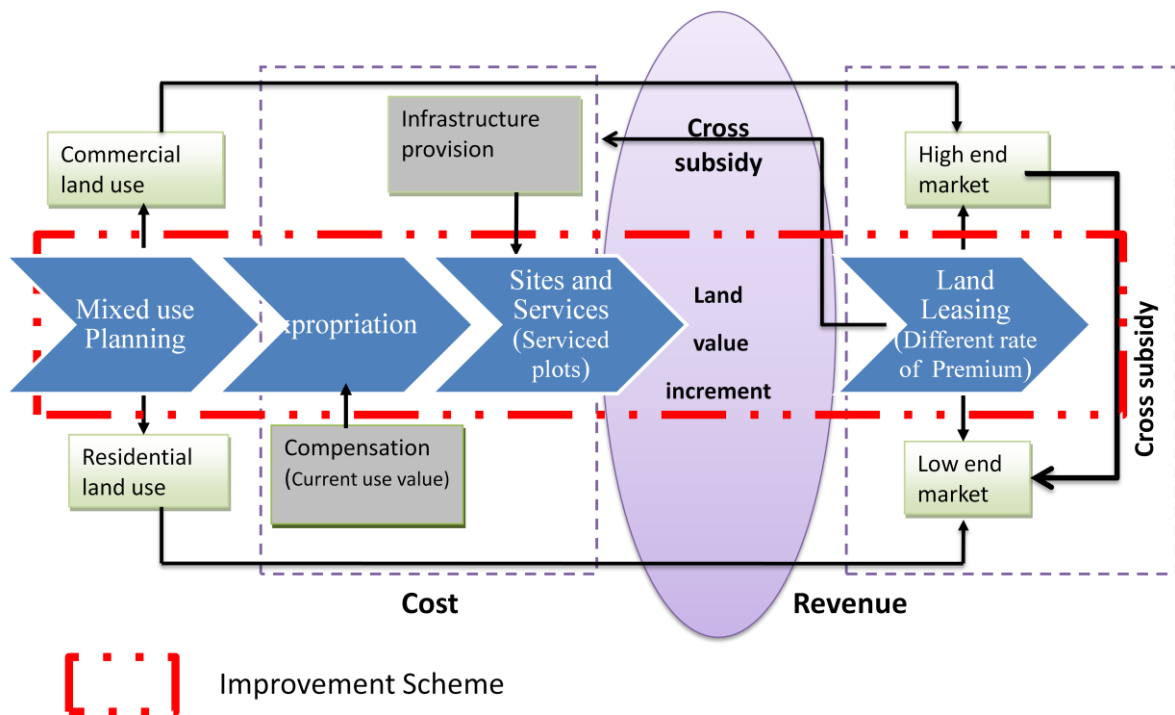 Infrastructure
provision
Cross
subsidy
Commercial
land use
High end
market
Mixed use
Planning
xpropriation
Sites and
Services
(Serviced
plots)
Land
value
increment
Land
Leasing
(Different rate
of Premium)
Cross subsidy
Residential
land use
Compensation
(Current use value)
Low end
market
Cost
Revenue
Improvement Scheme